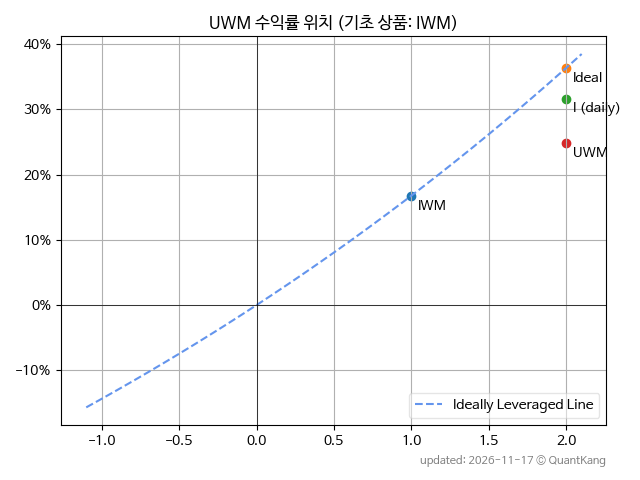 UWM 수익률 위치 (기초 상품: IWM)
40%
30%
20%
10%
0%
−10%
Ideal
I (daily)
UWM
IWM
Ideally Leveraged Line
−1.0
−0.5
0.0
0.5
1.0
1.5
2.0
updated: 2026-11-17 © QuantKang